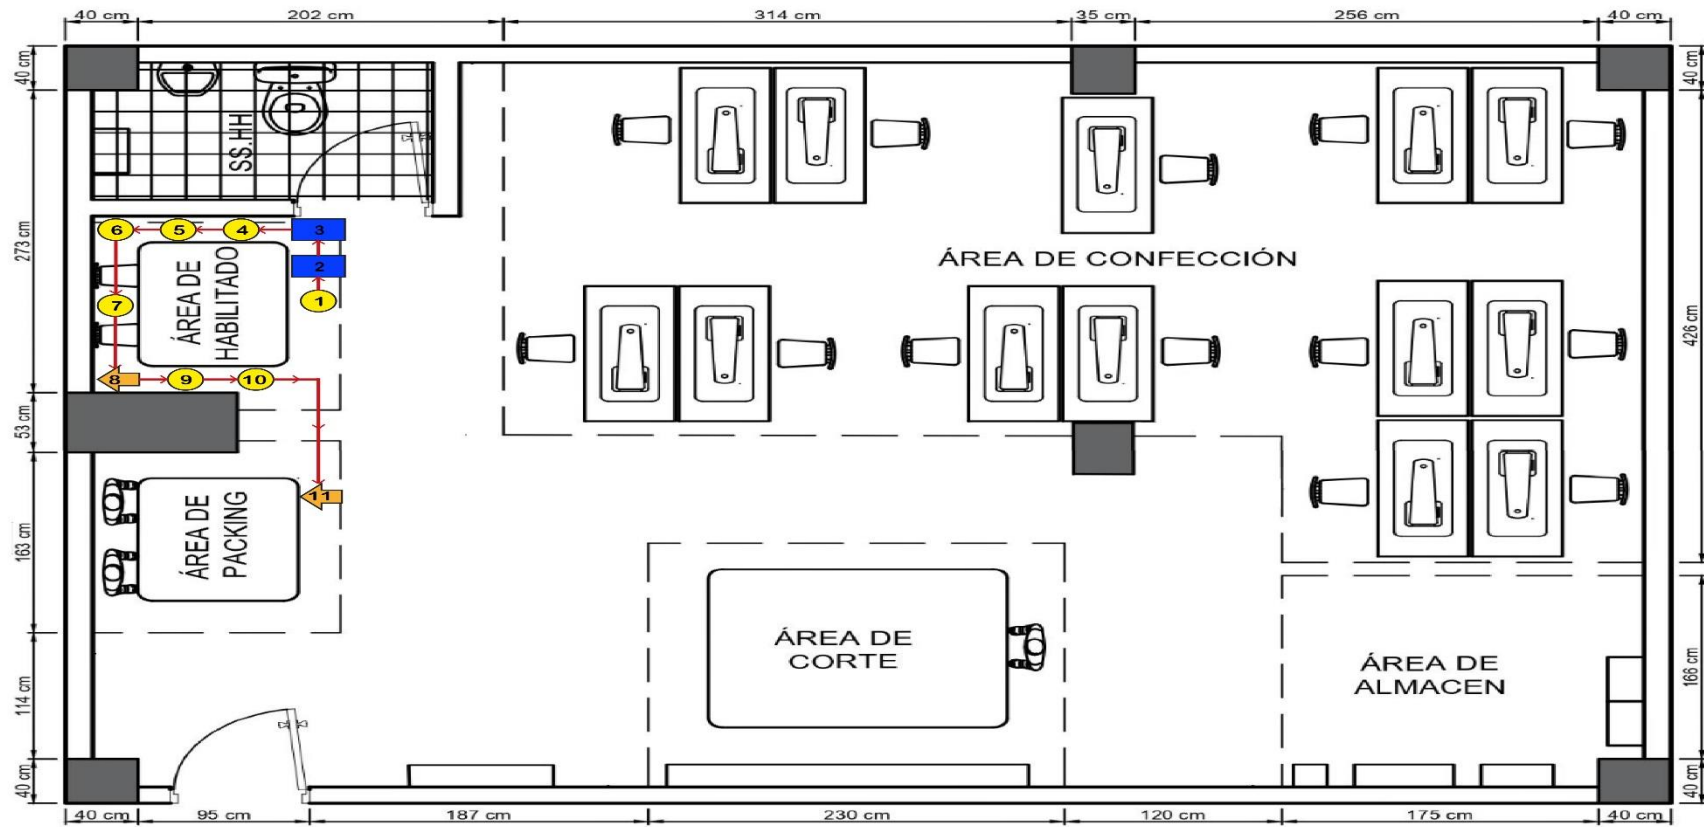 40 cm
202 cm
314 cm
35 cm
256 cm
40 cm
40 cm
273 cm
53 cm
163 cm
114 cm
40 cm
SS.HH
6
5
4
3
2
1
7
8
9
10
11
ÁREA DE
HABILITADO
ÁREA DE
PACKING
ÁREA DE CONFECCIÓN
ÁREA DE
CORTE
ÁREA DE
ALMACEN
40 cm
426 cm
166 cm
40 cm
40 cm
95 cm
187 cm
230 cm
120 cm
175 cm
40 cm